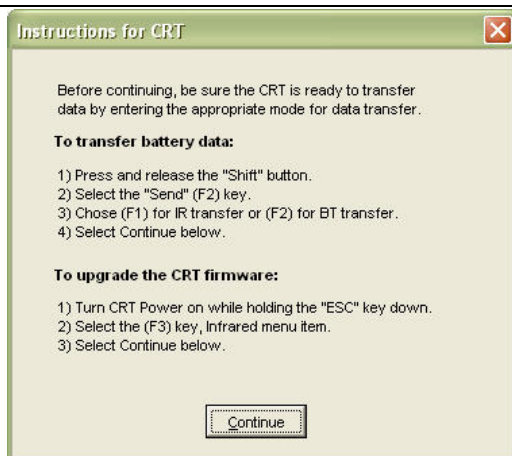 Instructions for CRT
Before continuing, be sure the CRT is ready to transfer
data by entering the appropriate mode for data transfer.
To transfer battery data:
1) Press and release the "Shift" button.
2) Select the "Send" (F2) key.
3) Chose (F1) for IR transfer or (F2) for BT transfer.
4) Select Continue below.
To upgrade the CRT firmware:
1) Turn CRT Power on while holding the "ESC" key down.
2) Select the (F3) key, Infrared menu item.
3) Select Continue below.
Continue